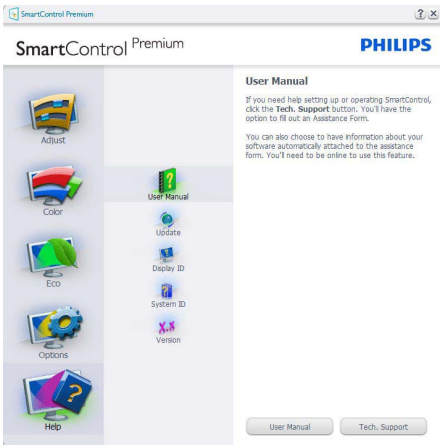 SmartControl Premium
SmartControl Premium
PHILIPS
Adjust
Color
Eco
Options
Help
User Manual
Update
Display ID
System ID
X.X
Version
User Manual
If you need help setting up or operating SmartControl,
click the Tech. Support button. You'll have the
option to fill out an Assistance Form.
You can also choose to have information about your
software automatically attached to the assistance
form. You'll need to be online to use this feature.
User Manual
Tech. Support